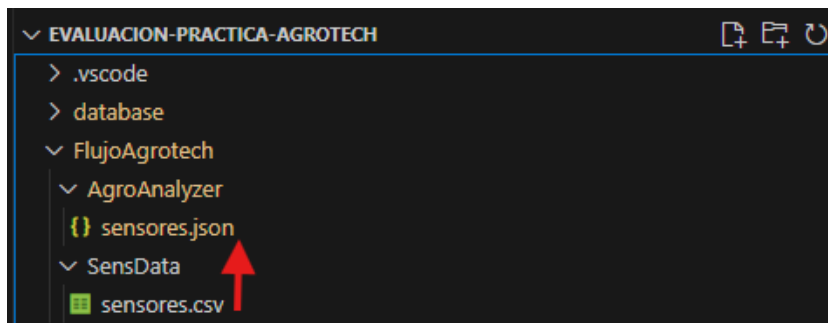 EVALUACION-PRACTICA-AGROTECH
.vscode
database
FlujoAgrotech
AgroAnalyzer
{} sensores.json
SensData
sensores.csv